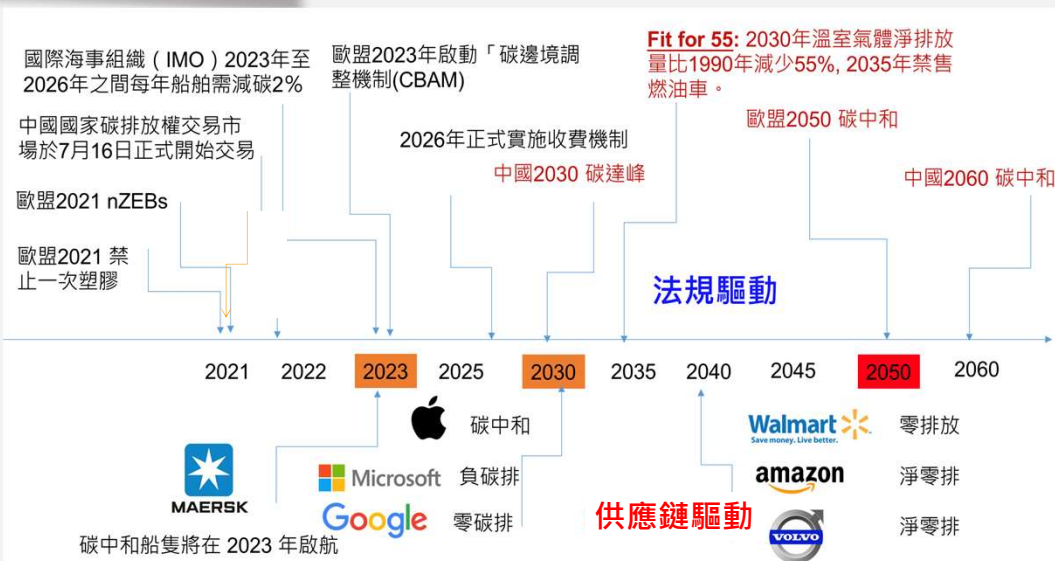 國際海事組織（IMO）2023年至
2026年之間每年船舶需減碳2%
中國國家碳排放權交易市
場於7月16日正式開始交易
歐盟2021 nZEBs
歐盟2021 禁
止一次塑膠
歐盟2023年啟動「碳邊境調
整機制(CBAM)
2026年正式實施收費機制
中國2030 碳達峰
Fit for 55: 2030年溫室氣體淨排放
量比1990年減少55%, 2035年禁售
燃油車。
歐盟2050 碳中和
中國2060 碳中和
法規驅動
2021 2022 2023 2025 2030 2035 2040 2045 2050 2060
MAERSK
碳中和船隻將在 2023 年啟航
碳中和
Microsoft 負碳排
Google 零碳排
供應鏈驅動
Walmart 零排放
Save money. Live better.
amazon 淨零排
VOLVO 淨零排